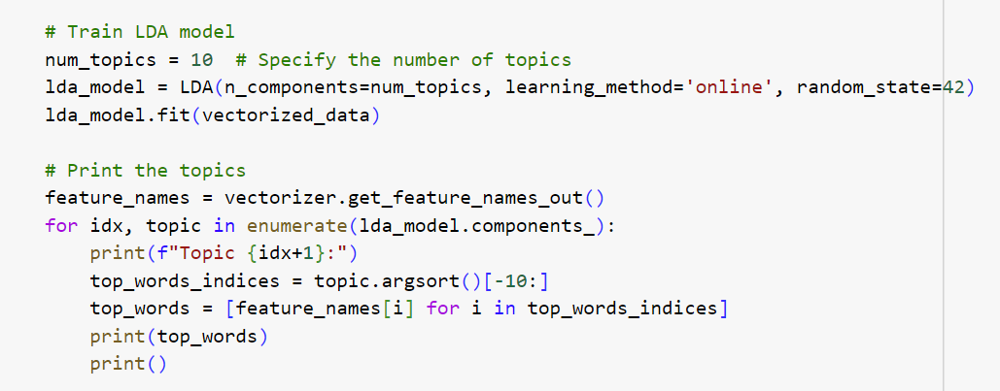 # Train LDA model
num_topics = 10  # Specify the number of topics
lda_model = LDA(n_components=num_topics, learning_method='online', random_state=42)
lda_model.fit(vectorized_data)

# Print the topics
feature_names = vectorizer.get_feature_names_out()
for idx, topic in enumerate(lda_model.components_):
    print(f"Topic {idx+1}:")
    top_words_indices = topic.argsort()[-10:]
    top_words = [feature_names[i] for i in top_words_indices]
    print(top_words)
    print()